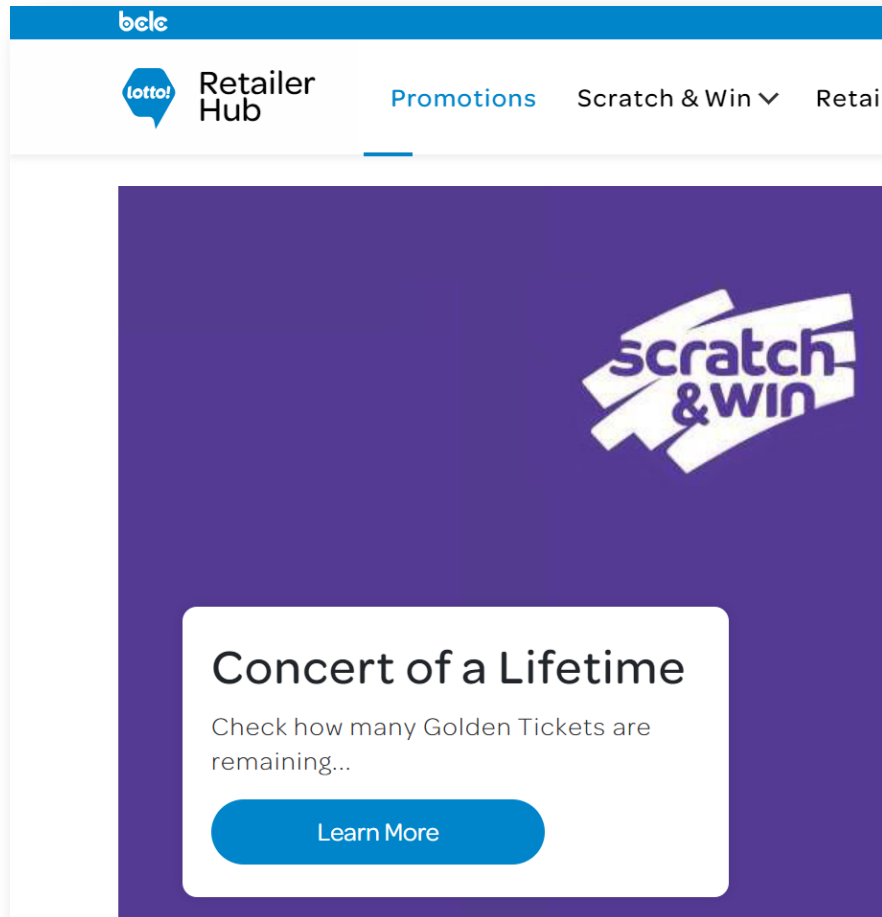 bclc
lotto!
Retailer
Hub
Promotions
Scratch & Win
Retai
scratch
&WIN
Concert of a Lifetime
Check how many Golden Tickets are
remaining...
Learn More